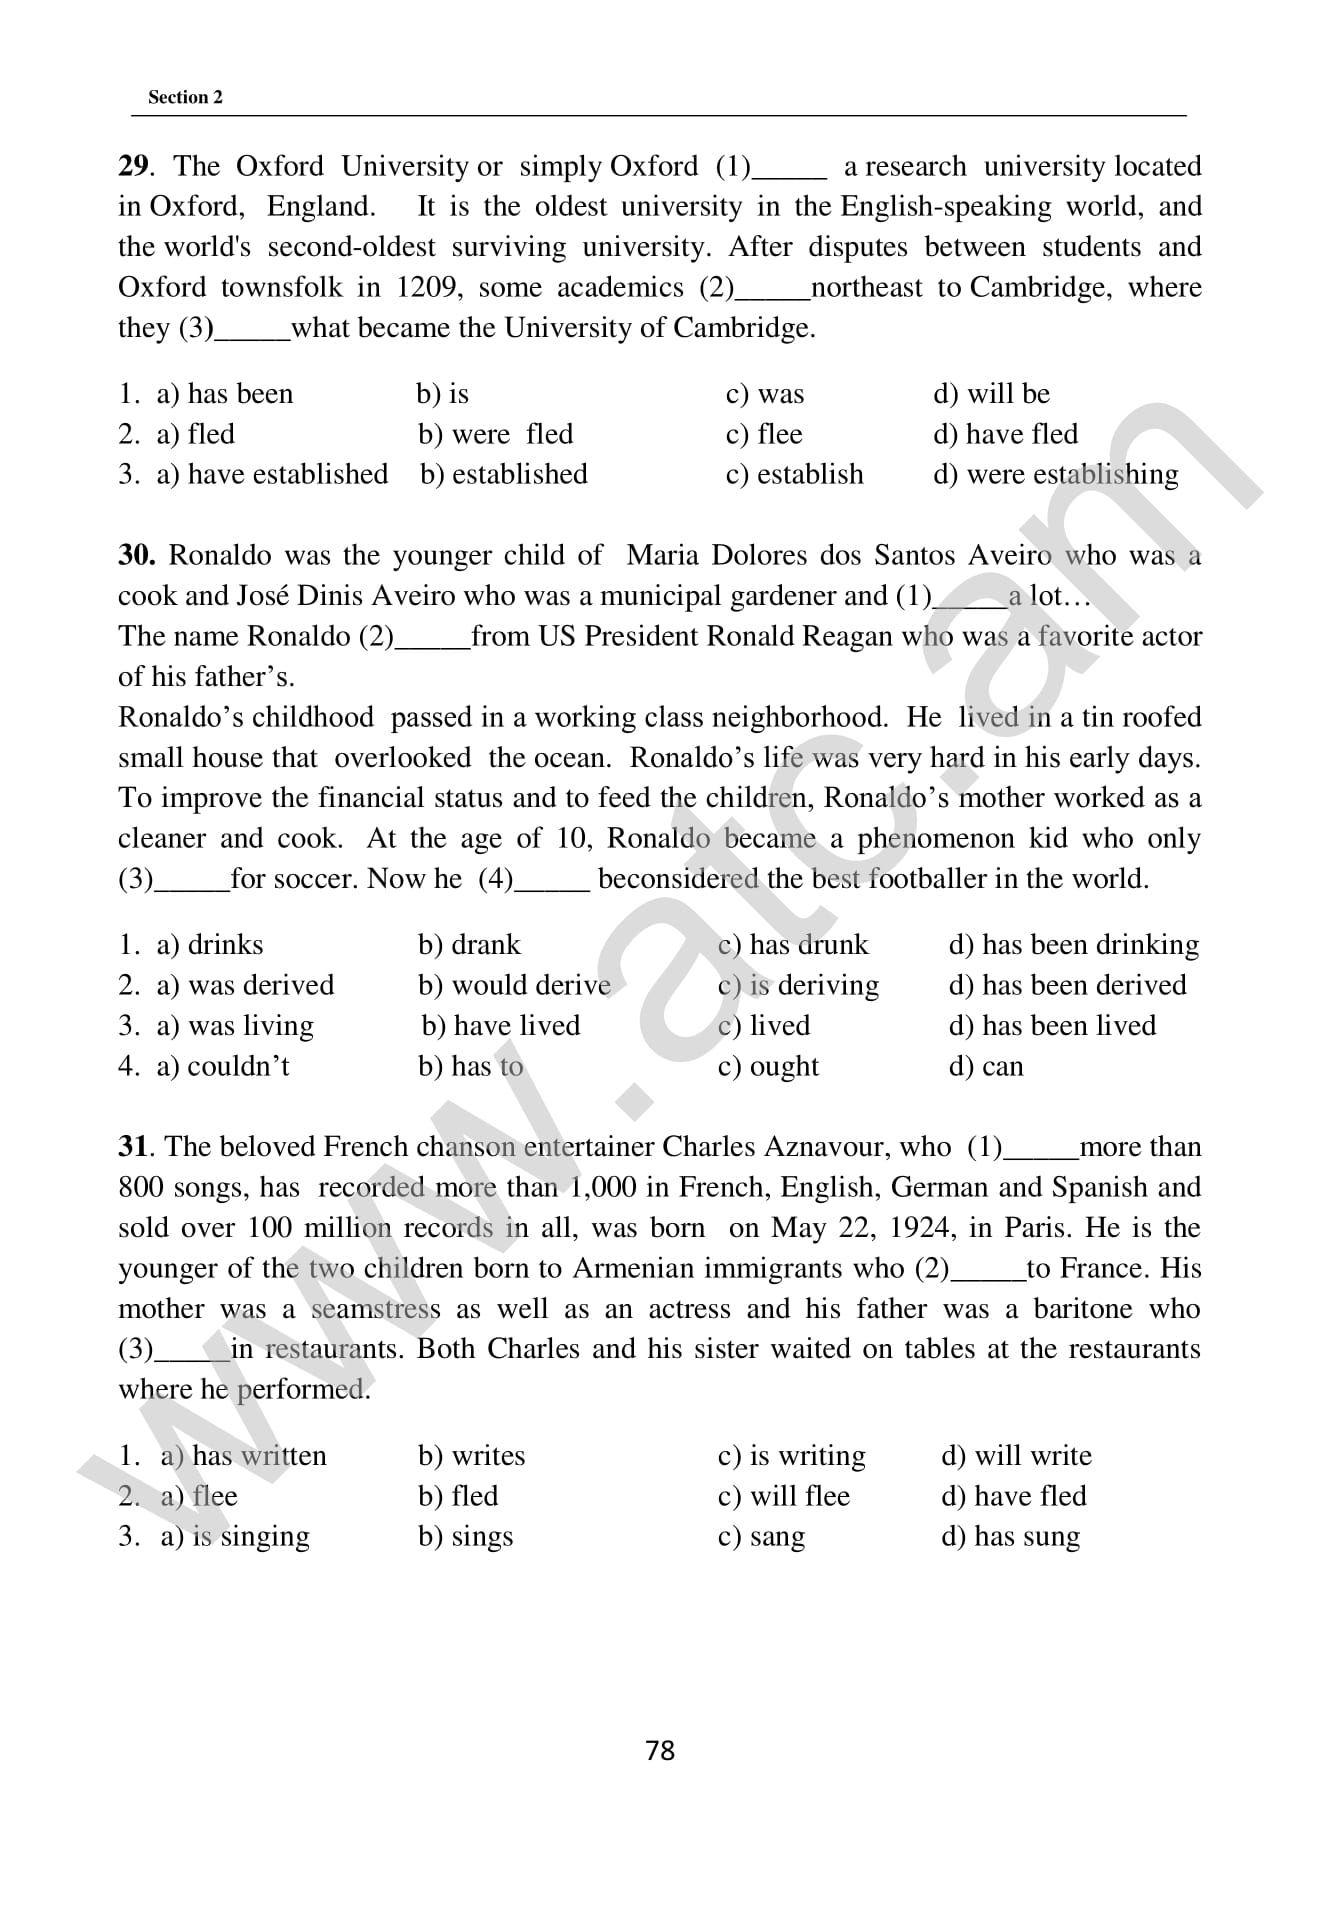 Section 2
29. The Oxford University or simply Oxford (1)_____ a research university located
in Oxford, England. It is the oldest university in the English-speaking world, and
the world's second-oldest surviving university. After disputes between students and
Oxford townsfolk in 1209, some academics (2)_____northeast to Cambridge, where
they (3)_____what became the University of Cambridge.
1. a) has been b) is c) was d) will be
2. a) fled b) were fled c) flee d) have fled
3. a) have established b) established c) establish d) were establishing
30. Ronaldo was the younger child of Maria Dolores dos Santos Aveiro who was a
cook and José Dinis Aveiro who was a municipal gardener and (1)_____a lot…
The name Ronaldo (2)_____from US President Ronald Reagan who was a favorite actor
of his father’s.
Ronaldo’s childhood passed in a working class neighborhood. He lived in a tin roofed
small house that overlooked the ocean. Ronaldo’s life was very hard in his early days.
To improve the financial status and to feed the children, Ronaldo’s mother worked as a
cleaner and cook. At the age of 10, Ronaldo became a phenomenon kid who only
(3)_____for soccer. Now he (4)_____ beconsidered the best footballer in the world.
1. a) drinks b) drank c) has drunk d) has been drinking
2. a) was derived b) would derive c) is deriving d) has been derived
3. a) was living b) have lived c) lived d) has been lived
4. a) couldn’t b) has to c) ought d) can
31. The beloved French chanson entertainer Charles Aznavour, who (1)_____more than
800 songs, has recorded more than 1,000 in French, English, German and Spanish and
sold over 100 million records in all, was born on May 22, 1924, in Paris. He is the
younger of the two children born to Armenian immigrants who (2)_____to France. His
mother was a seamstress as well as an actress and his father was a baritone who
(3)_____in restaurants. Both Charles and his sister waited on tables at the restaurants
where he performed.
1. a) has written b) writes c) is writing d) will write
2. a) flee b) fled c) will flee d) have fled
3. a) is singing b) sings c) sang d) has sung
78
www.atc.am